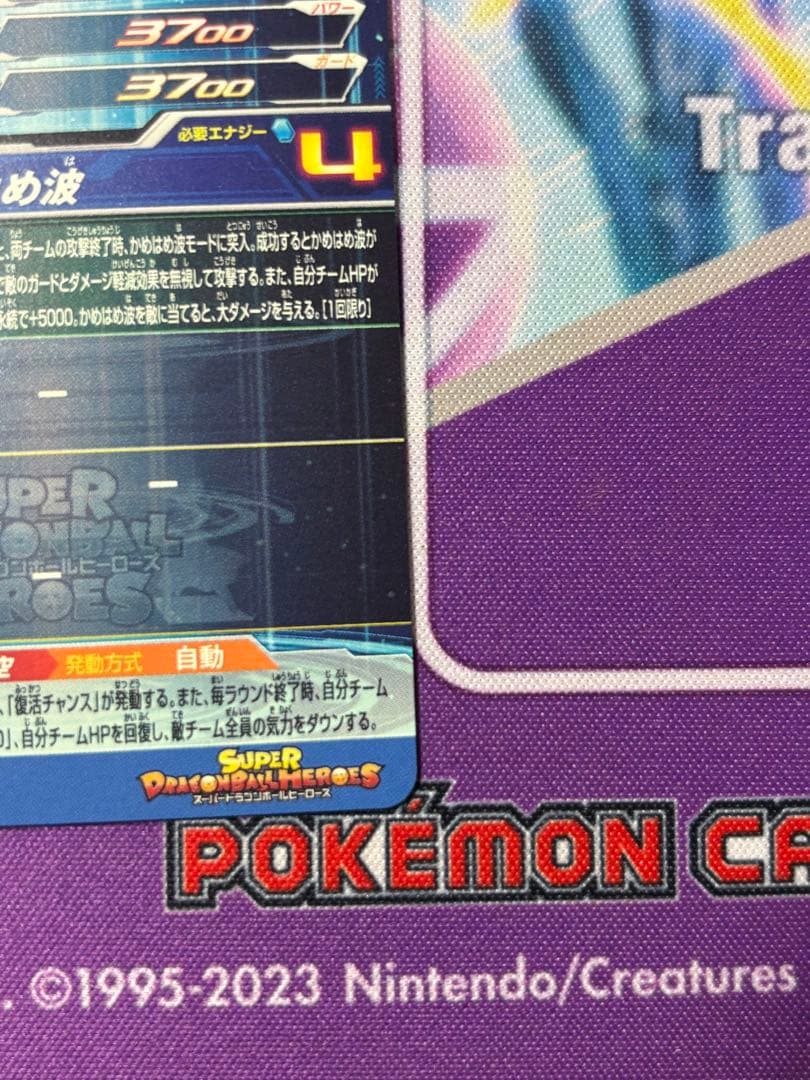 パワー
3700
ガード
3700
必要エナジー
4
め波
、両チームの攻撃終了時、かめはめ波モードに突入。成功するとかめはめ波が
で敵のガードとダメージ軽減効果を無視して攻撃する。また、自分チームHPが
永続で+5000。かめはめ波を敵に当てると、大ダメージを与える。[1回限り]
SUPER
DRAGONBALL
ドラゴンボールヒーローズ
HEROES
発動方式 自動
、「復活チャンス」が発動する。また、毎ラウンド終了時、自分チーム
」、自分チームHPを回復し、敵チーム全員の気力をダウンする。
SUPER
DRAGONBALL HEROES
スーパードラゴンボールヒーローズ
Tra
POKÉMON CA
. ©1995-2023 Nintendo/Creatures